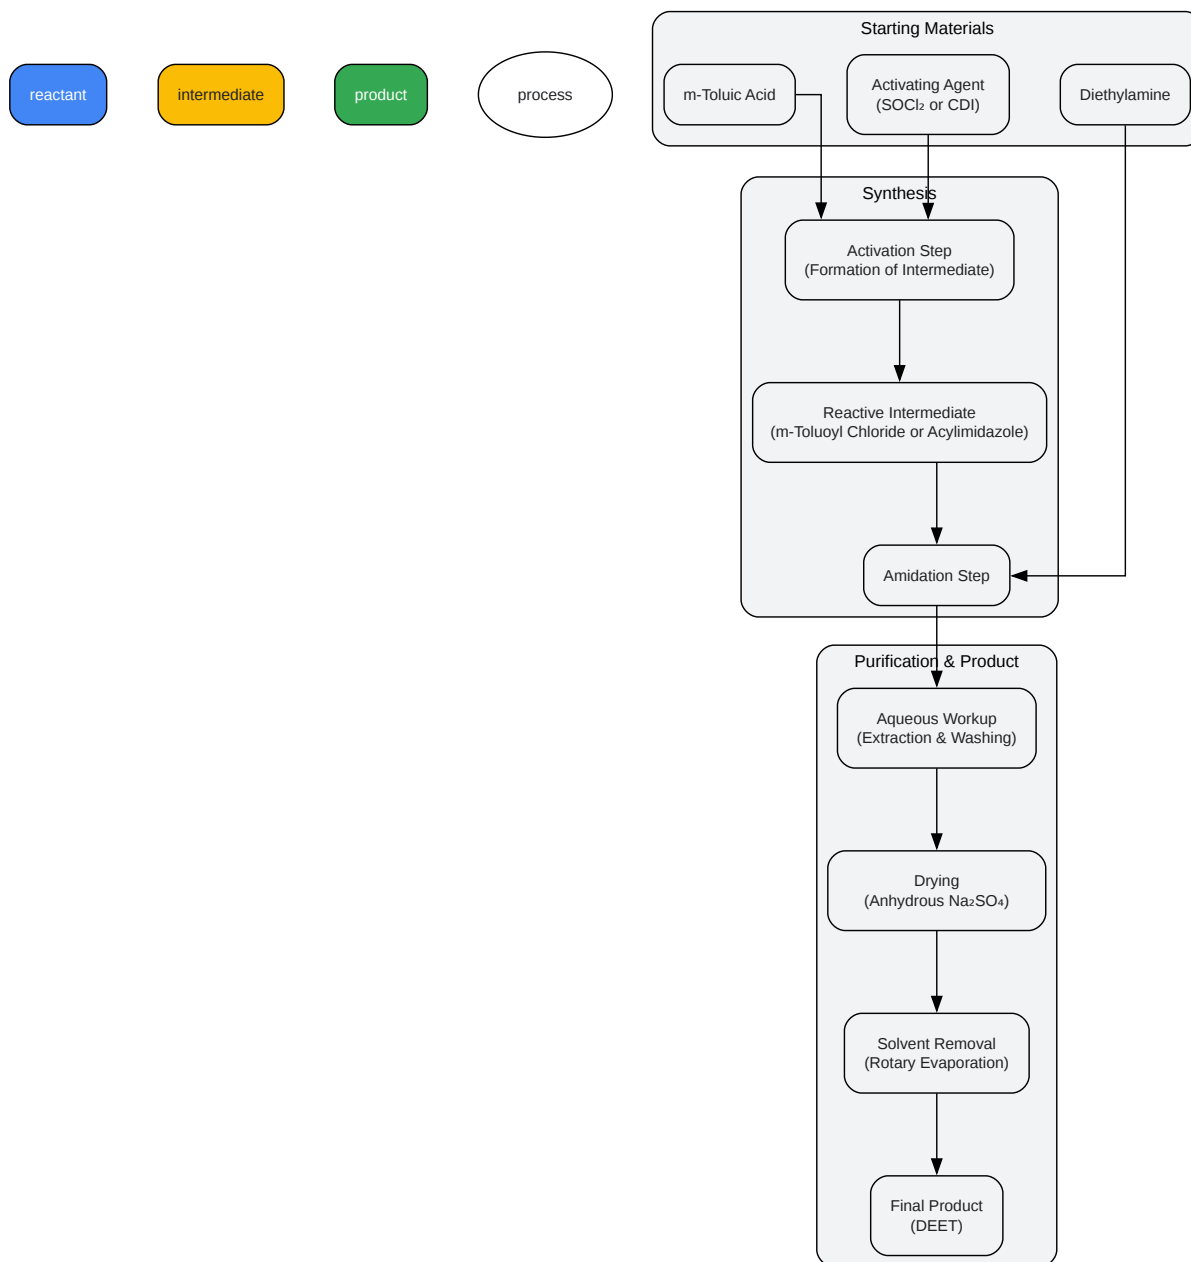 reactant
intermediate
product
process
Starting Materials
m-Toluic Acid
Activating Agent
(SOCl₂ or CDI)
Diethylamine
Synthesis
Activation Step
(Formation of Intermediate)
Reactive Intermediate
(m-Toluoyl Chloride or Acylimidazole)
Amidation Step
Purification & Product
Aqueous Workup
(Extraction & Washing)
Drying
(Anhydrous Na₂SO₄)
Solvent Removal
(Rotary Evaporation)
Final Product
(DEET)